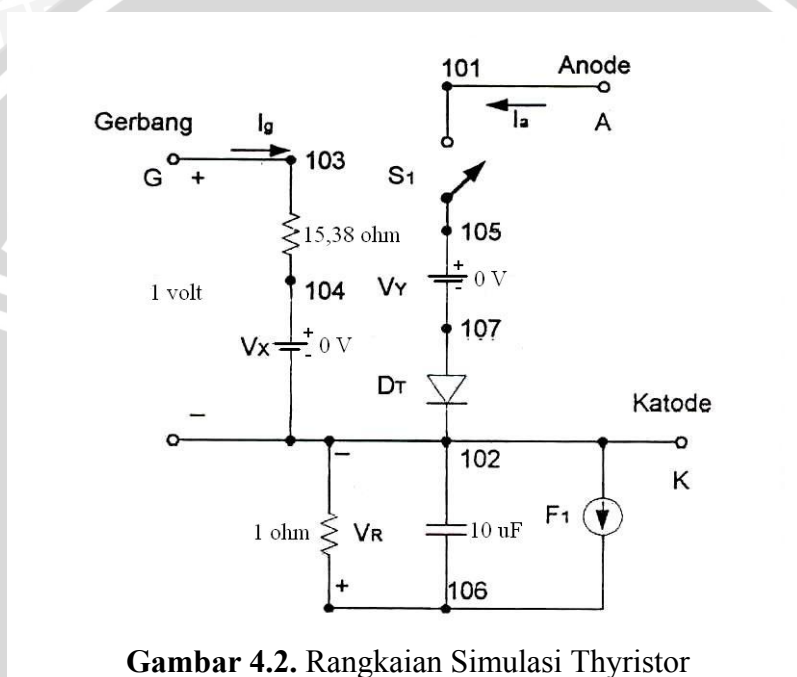 101
Anode
Gerbang
Ig
Ia
A
103
G +
S1
15,38 ohm
105
+
1 volt
104
VY
0 V
-
107
VX
+
0 V
-
DT
Katode
−
102
K
−
F1
1 ohm
VR
10 uF
+
106
Gambar 4.2. Rangkaian Simulasi Thyristor